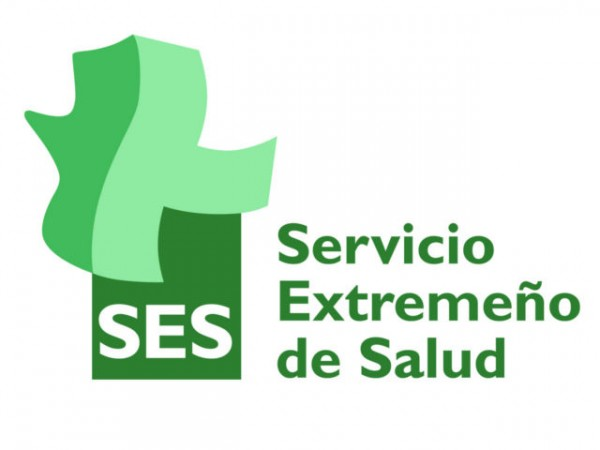 SES
Servicio
Extremeño
de Salud